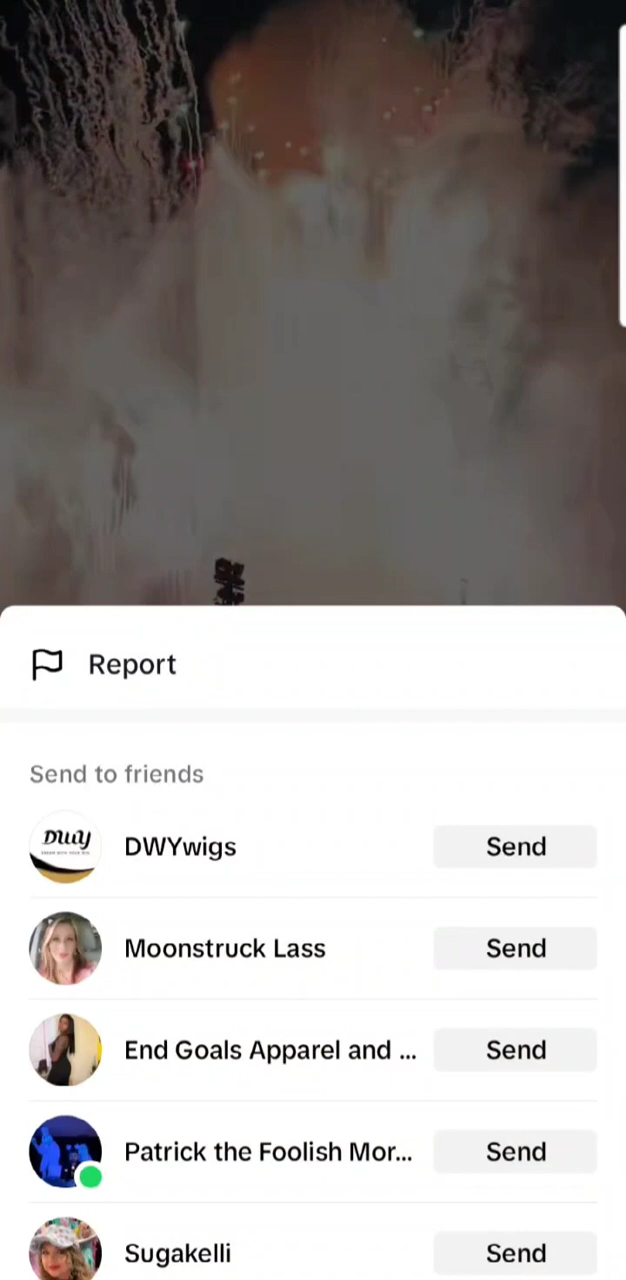 Report
Send to friends
DWY
DWYwigs
Send
Moonstruck Lass
Send
End Goals Apparel and ...
Send
Patrick the Foolish Mor...
Send
Sugakelli
Send